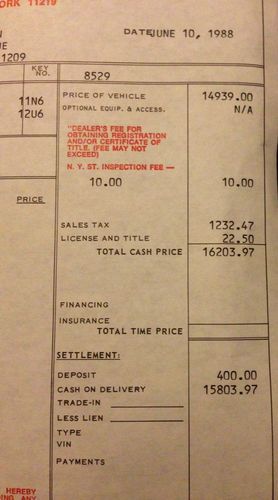 ORK 11219
DATE JUNE 10, 1988
1209
KEY NO. 8529
11N6 PRICE OF VEHICLE 14939.00
12U6 OPTIONAL EQUIP. & ACCESS. N/A
"DEALER'S FEE FOR
OBTAINING REGISTRATION
AND/OR CERTIFICATE OF
TITLE. (FEE MAY NOT
EXCEED)
N. Y. ST. INSPECTION FEE —
10.00 10.00
PRICE
SALES TAX 1232.47
LICENSE AND TITLE 22.50
TOTAL CASH PRICE 16203.97
FINANCING
INSURANCE
TOTAL TIME PRICE
SETTLEMENT:
DEPOSIT 400.00
CASH ON DELIVERY 15803.97
TRADE-IN
LESS LIEN
TYPE
VIN
PAYMENTS
HEREBY
ING ANY